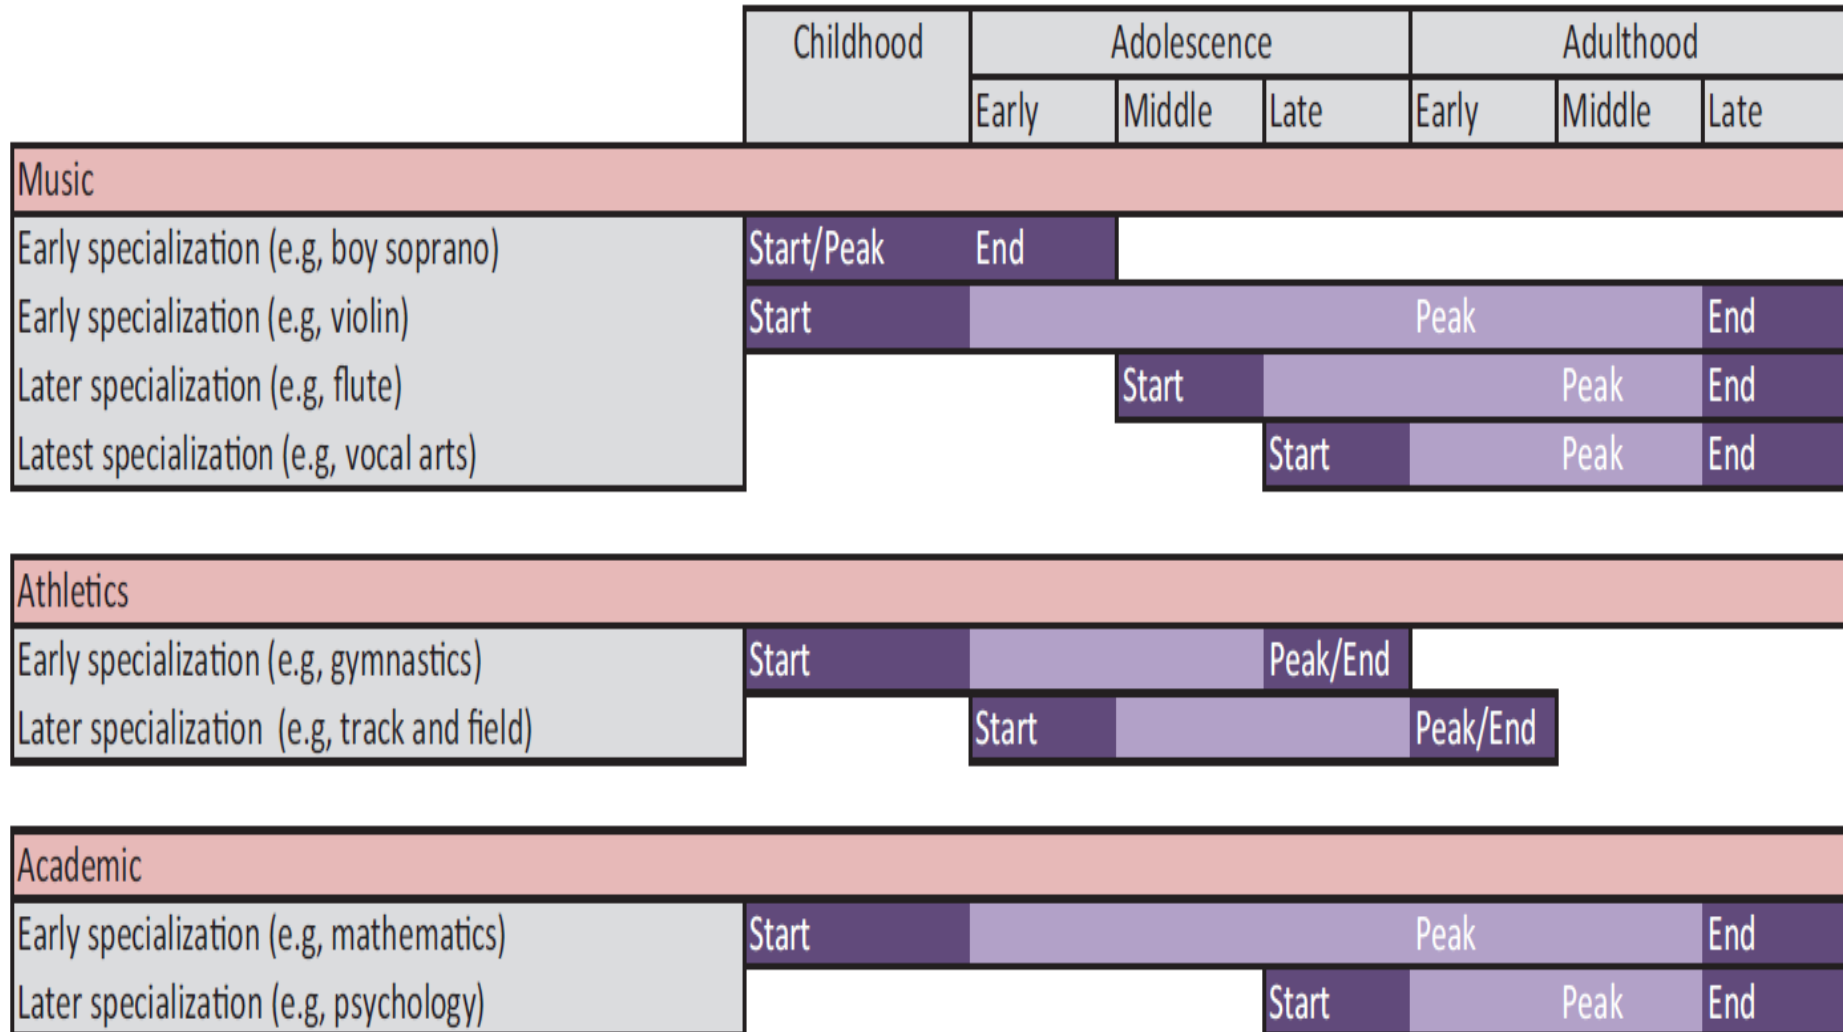 Childhood Adolescence Adulthood
Early Middle Late Early Middle Late
Music
Early specialization (e.g, boy soprano) Start/Peak End
Early specialization (e.g, violin) Start Peak End
Later specialization (e.g, flute) Start Peak End
Latest specialization (e.g, vocal arts) Start Peak End
Athletics
Early specialization (e.g, gymnastics) Start Peak/End
Later specialization (e.g, track and field) Start Peak/End
Academic
Early specialization (e.g, mathematics) Start Peak End
Later specialization (e.g, psychology) Start Peak End